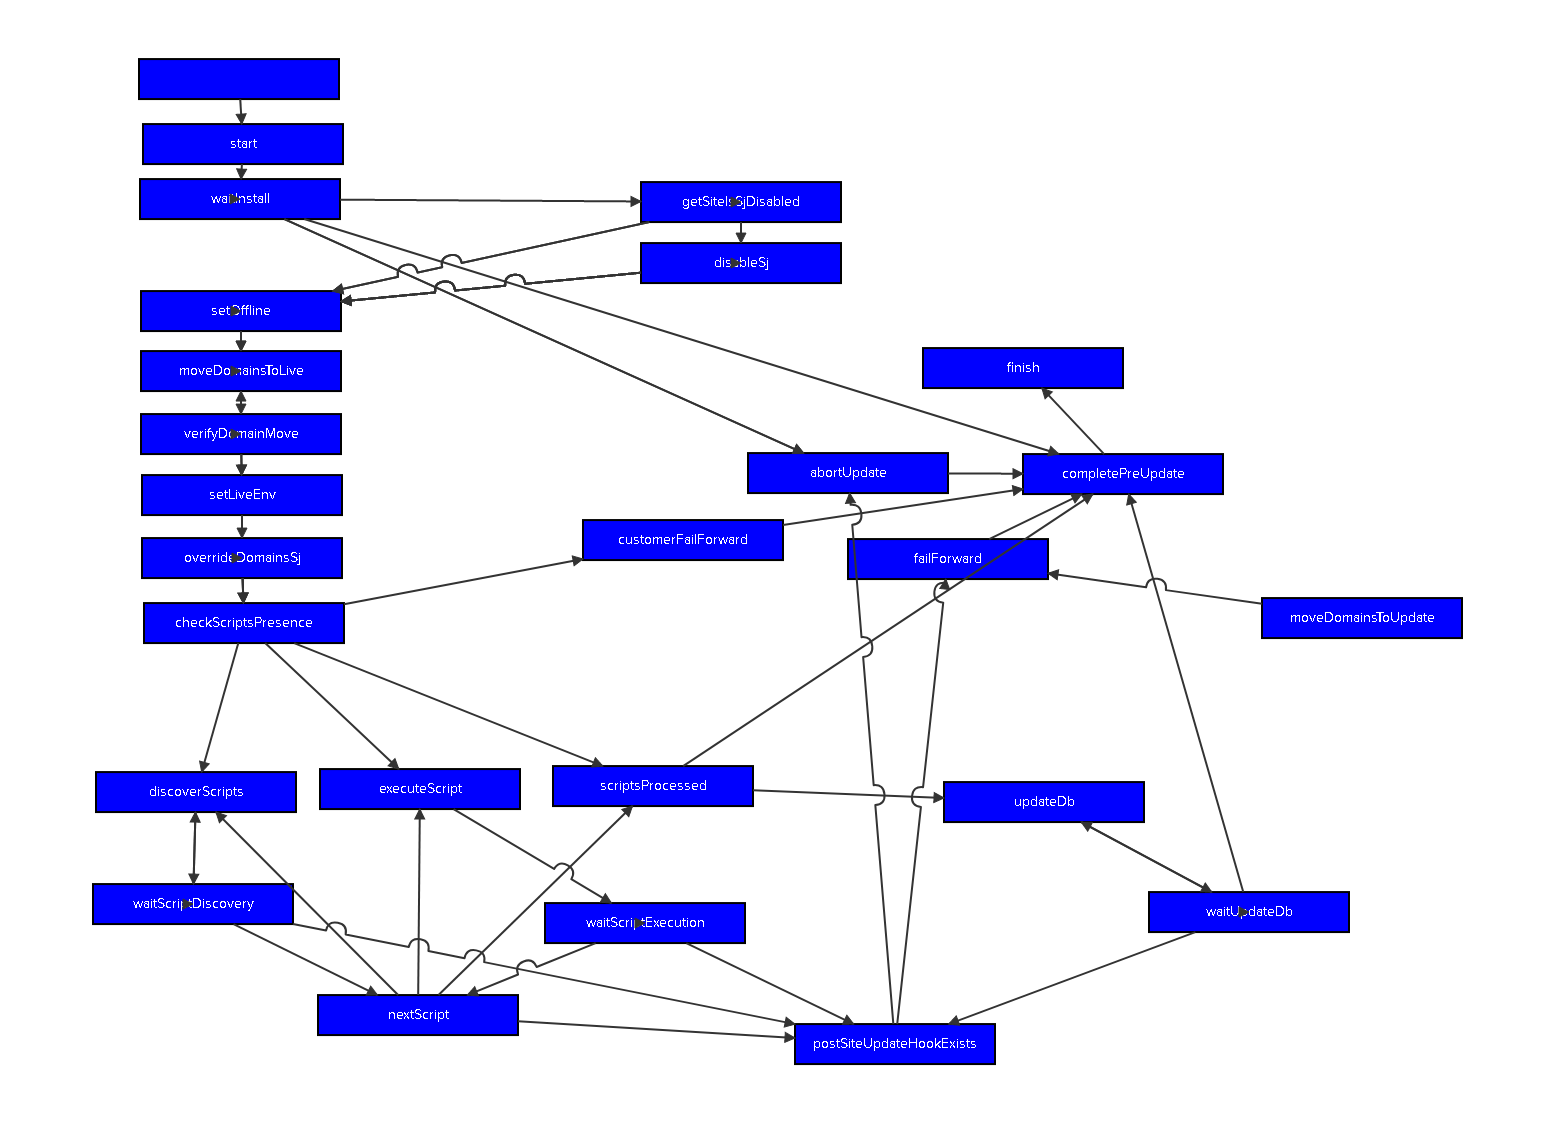 start
waitInstall
getSiteIsSjDisabled
disableSj
setOffline
moveDomainsToLive
finish
verifyDomainMove
abortUpdate
completePreUpdate
setLiveEnv
customerFailForward
overrideDomainsSj
failForward
moveDomainsToUpdate
checkScriptsPresence
discoverScripts
executeScript
scriptsProcessed
updateDb
waitScriptDiscovery
waitScriptExecution
waitUpdateDb
nextScript
postSiteUpdateHookExists